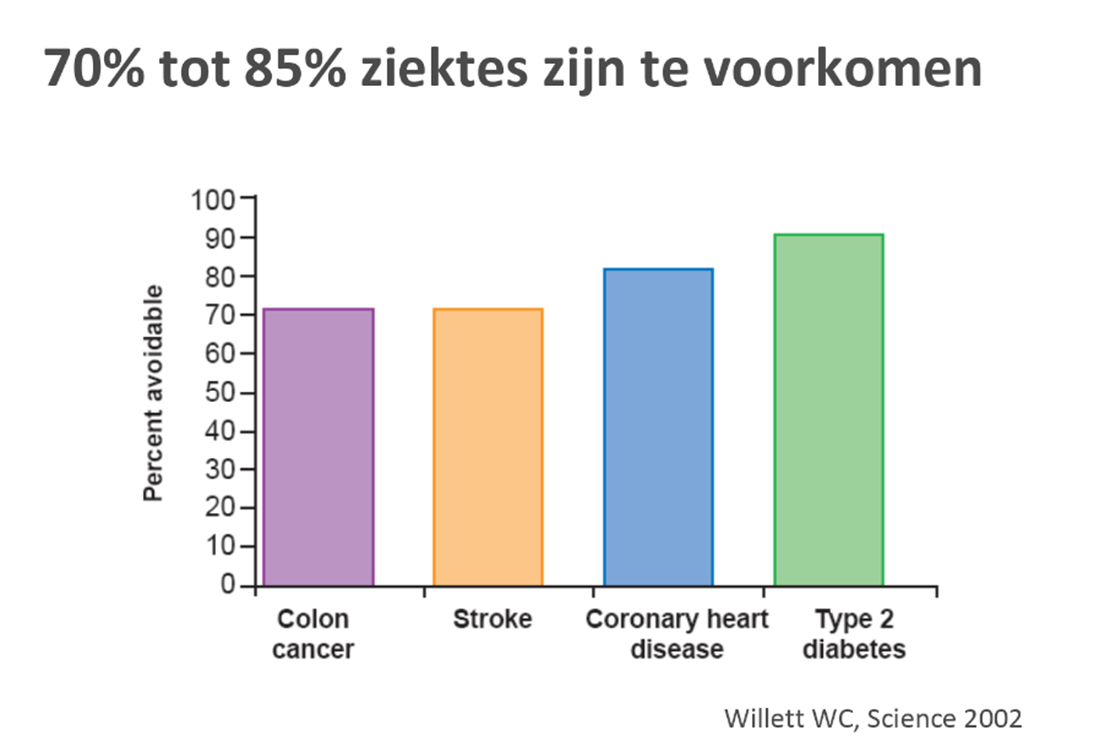 70% tot 85% ziektes zijn te voorkomen
Percent avoidable
100
90
80
70
60
50
40
30
20
10
0
Colon
cancer
Stroke
Coronary heart
disease
Type 2
diabetes
Willett WC, Science 2002